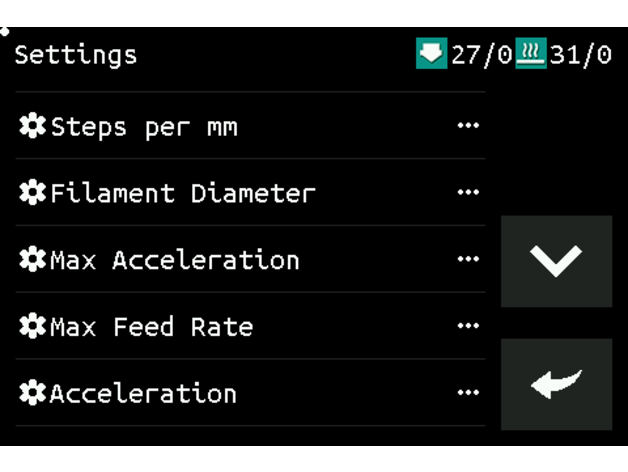 Settings 27/0 31/0
Steps per mm ...
Filament Diameter ...
Max Acceleration ...
Max Feed Rate ...
Acceleration ...